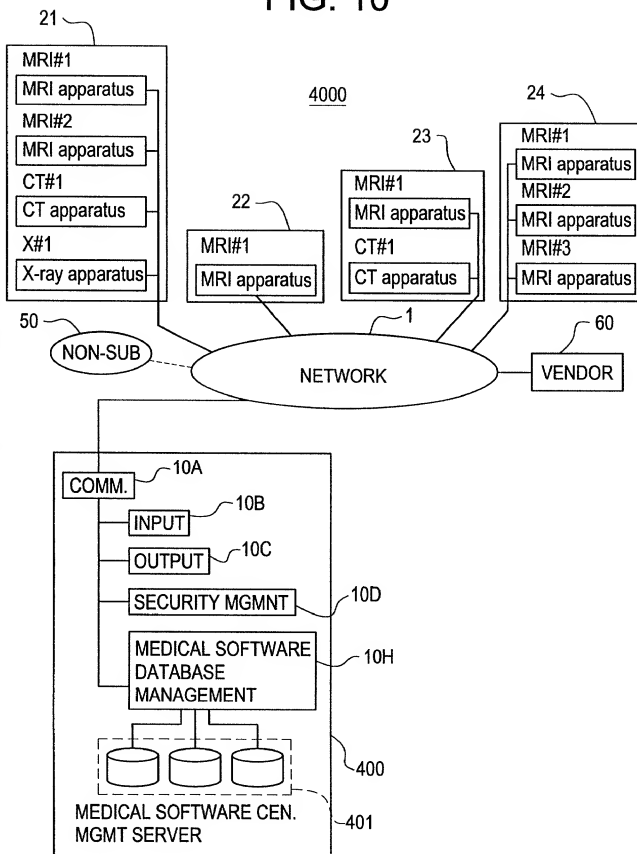 FIG. 10
21
MRI#1
MRI apparatus
MRI#2
MRI apparatus
CT#1
CT apparatus
X#1
X-ray apparatus
4000
22
MRI#1
MRI apparatus
23
MRI#1
MRI apparatus
CT#1
CT apparatus
24
MRI#1
MRI apparatus
MRI#2
MRI apparatus
MRI#3
MRI apparatus
50
NON-SUB
1
NETWORK
60
VENDOR
COMM.
10A
INPUT
10B
OUTPUT
10C
SECURITY MGMNT
10D
MEDICAL SOFTWARE
DATABASE
MANAGEMENT
10H
400
401
MEDICAL SOFTWARE CEN.
MGMT SERVER